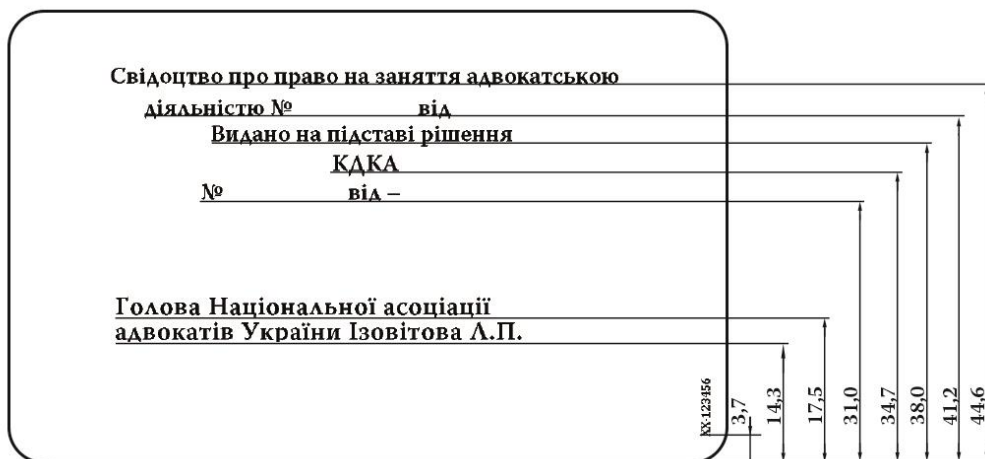 Свідоцтво про право на заняття адвокатською
діяльністю № від
Видано на підставі рішення
КДКА
№ від –
Голова Національної асоціації
адвокатів України Ізовітова Л.П.
ХХ-123456
3,7
14,3
17,5
31,0
34,7
38,0
41,2
44,6